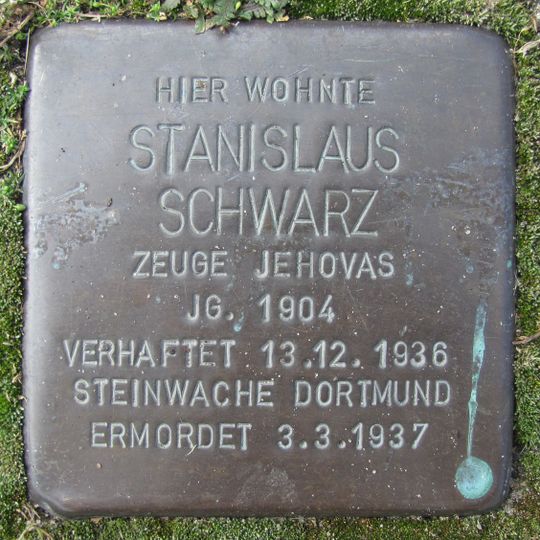 HIER WOHNTE
STANISLAUS
SCHWARZ
ZEUGE JEHOVAS
JG. 1904
VERHAFTET 13.12.1936
STEINWACHE DORTMUND
ERMORDET 3.3.1937